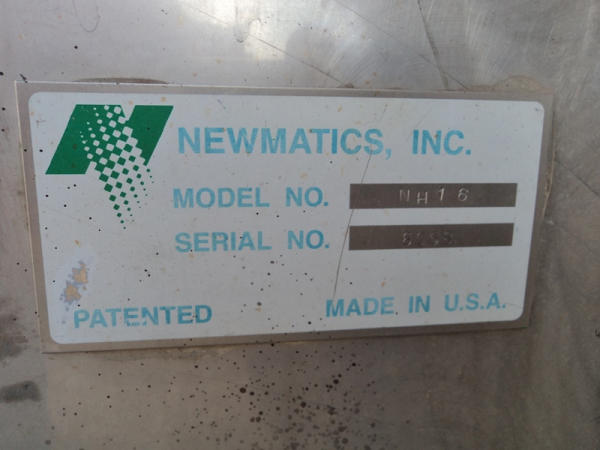 NEWMATICS, INC.
MODEL NO. NH16
SERIAL NO.
PATENTED MADE IN U.S.A.